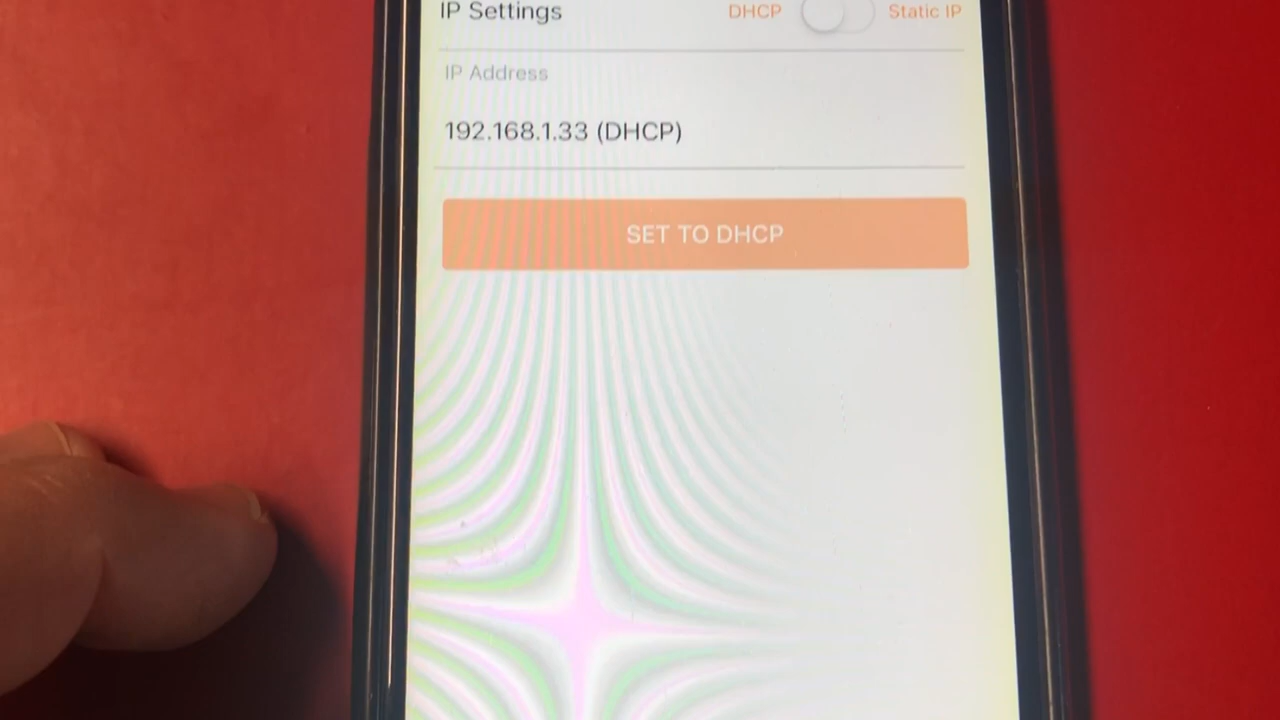 IP Settings DHCP Static IP
IP Address
192.168.1.33 (DHCP)
SET TO DHCP